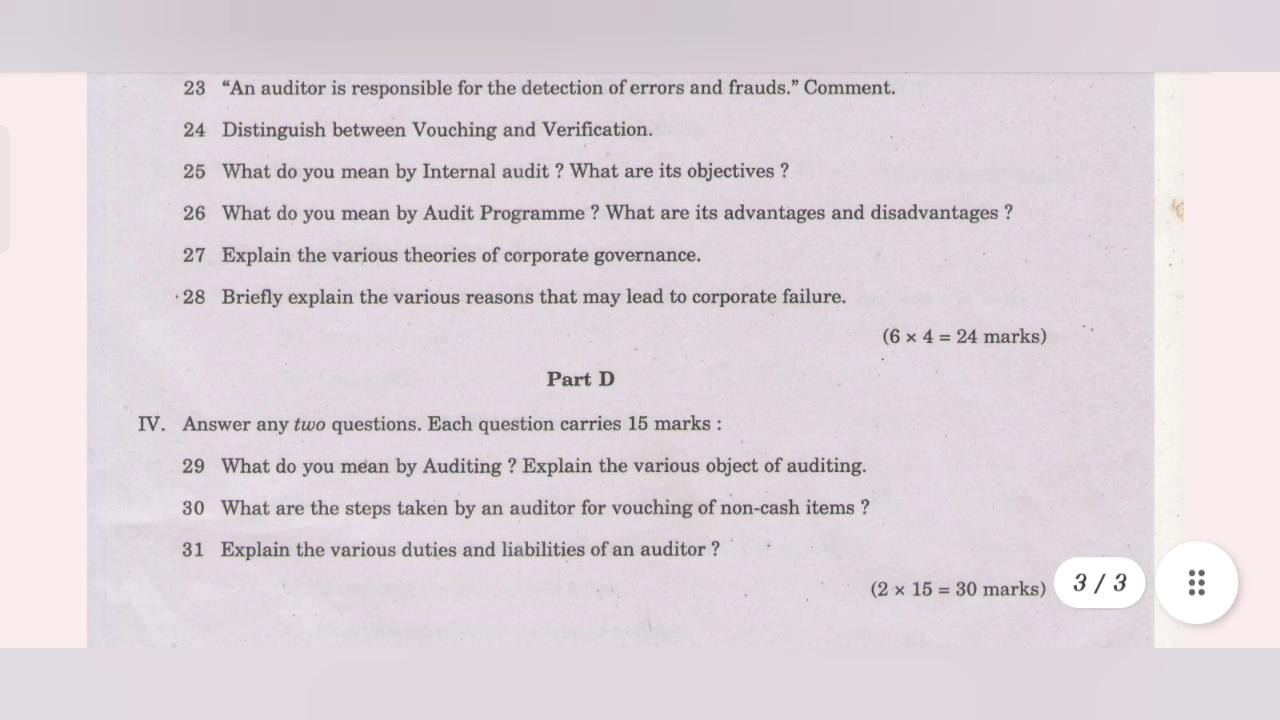 23 “An auditor is responsible for the detection of errors and frauds.” Comment.
24 Distinguish between Vouching and Verification.
25 What do you mean by Internal audit ? What are its objectives ?
26 What do you mean by Audit Programme ? What are its advantages and disadvantages ?
27 Explain the various theories of corporate governance.
28 Briefly explain the various reasons that may lead to corporate failure.
(6 × 4 = 24 marks)
Part D
IV. Answer any two questions. Each question carries 15 marks :
29 What do you mean by Auditing ? Explain the various object of auditing.
30 What are the steps taken by an auditor for vouching of non-cash items ?
31 Explain the various duties and liabilities of an auditor ?
(2 × 15 = 30 marks)
3 / 3